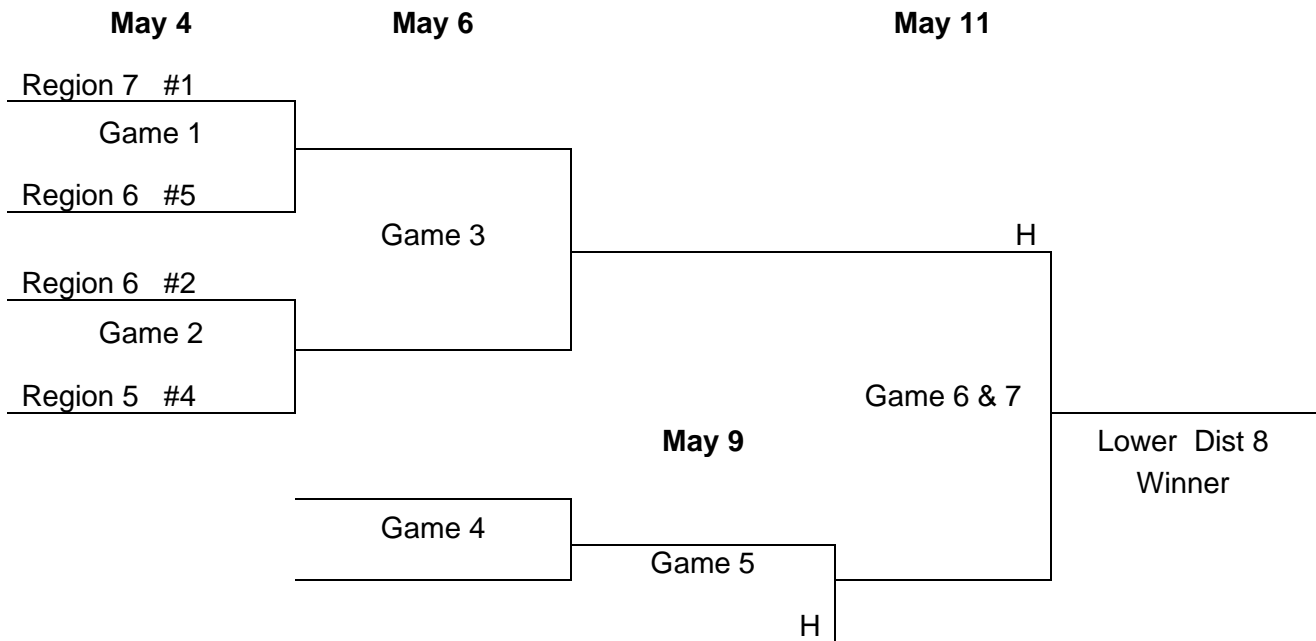 May 4 May 6 May 11
Region 7 #1
Game 1
Region 6 #5
Game 3 H
Region 6 #2
Game 2
Region 5 #4 Game 6 & 7
May 9 Lower Dist 8
Winner
Game 4
Game 5
H